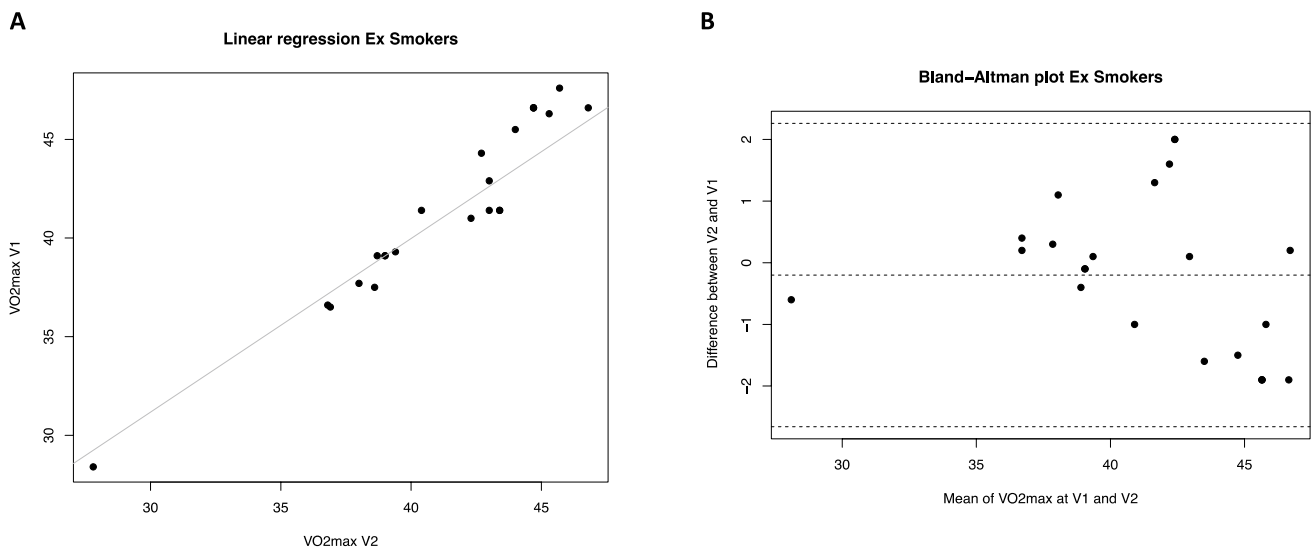 A
Linear regression Ex Smokers
VO2max V1
45
40
35
30
30 35 40 45
VO2max V2
B
Bland−Altman plot Ex Smokers
Difference between V2 and V1
2
1
0
−1
−2
30 35 40 45
Mean of VO2max at V1 and V2